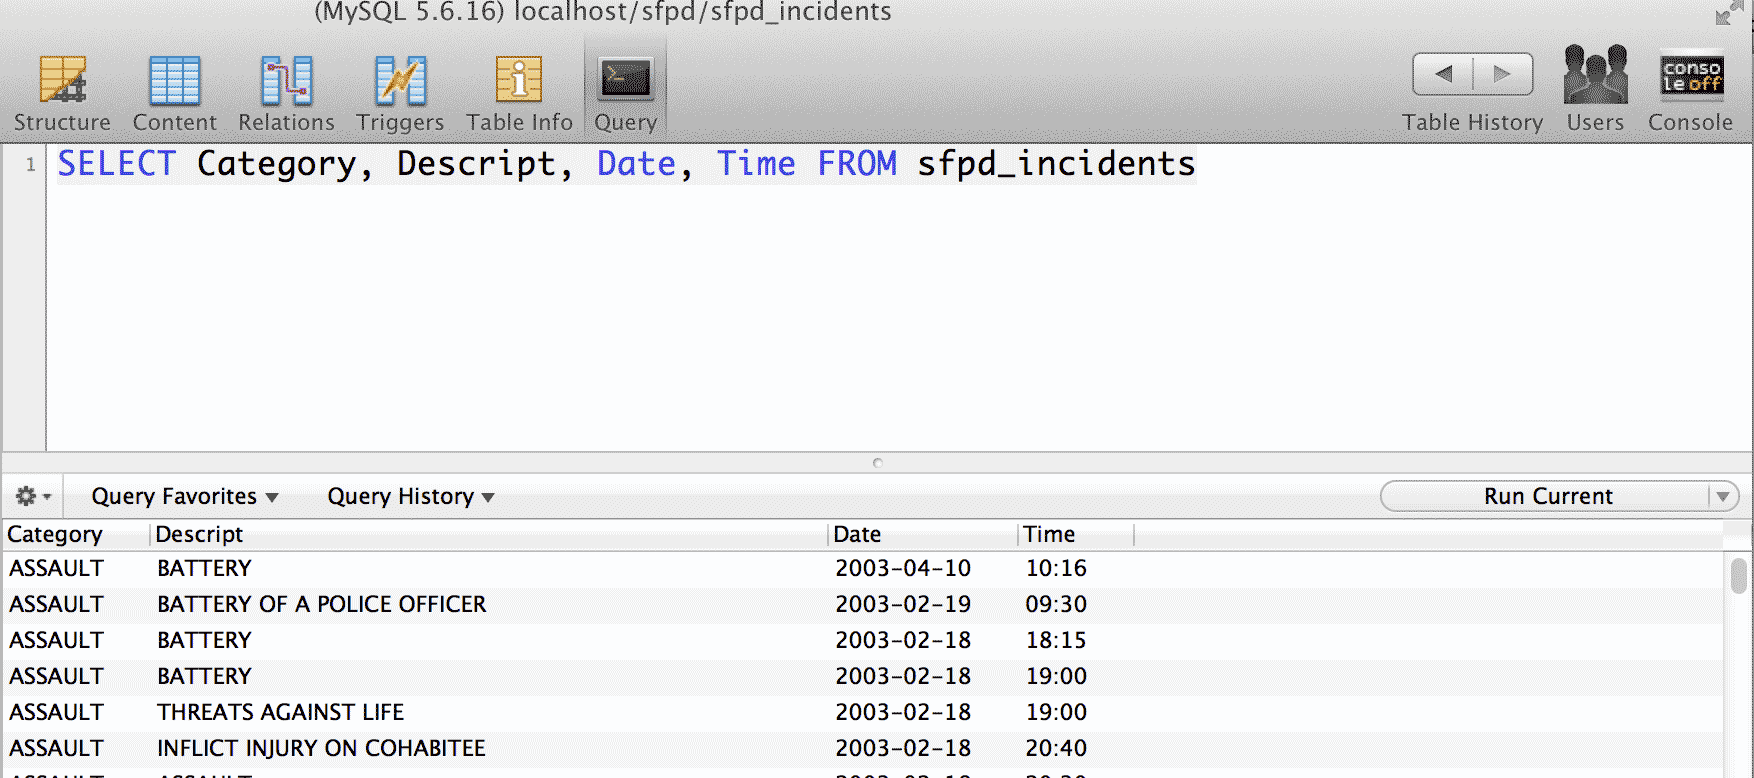 (MySQL 5.6.16) localhost/sfpd/sfpd_incidents
conso
le off
Structure Content Relations Triggers Table Info Query Table History Users Console
1 SELECT Category, Descript, Date, Time FROM sfpd_incidents
Query Favorites ▼ Query History ▼ Run Current
Category Descript Date Time
ASSAULT BATTERY 2003-04-10 10:16
ASSAULT BATTERY OF A POLICE OFFICER 2003-02-19 09:30
ASSAULT BATTERY 2003-02-18 18:15
ASSAULT BATTERY 2003-02-18 19:00
ASSAULT THREATS AGAINST LIFE 2003-02-18 19:00
ASSAULT INFLICT INJURY ON COHABITEE 2003-02-18 20:40